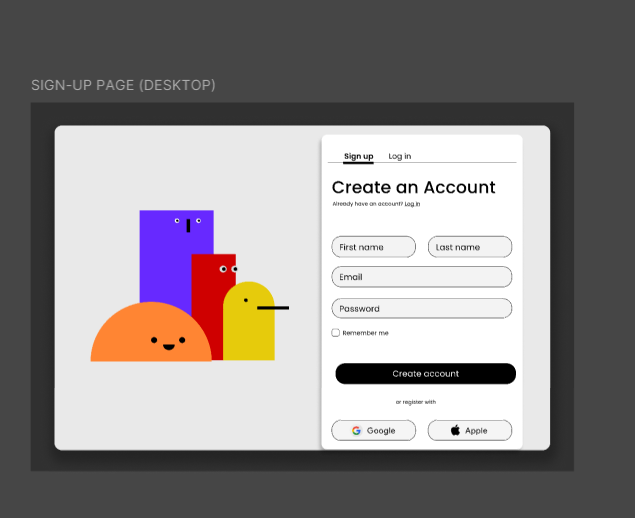 SIGN-UP PAGE (DESKTOP)
Sign up Log in
Create an Account
Already have an account? Log in
First name Last name
Email
Password
Remember me
Create account
or register with
Google Apple